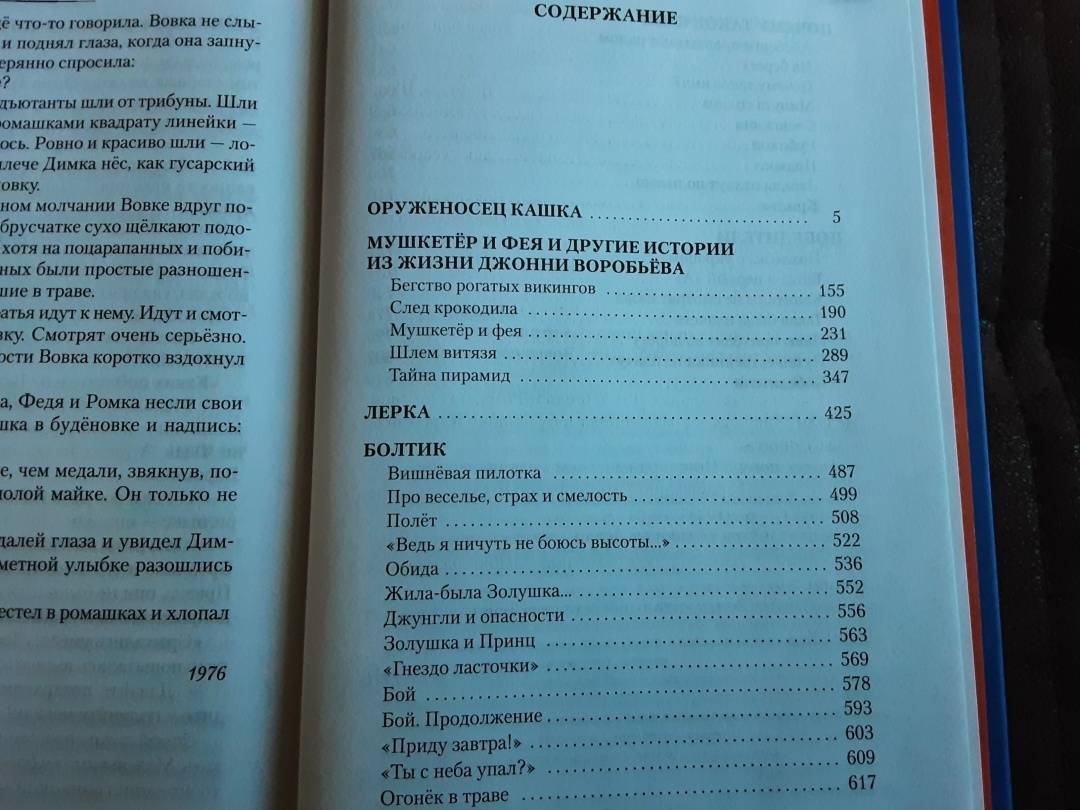 ё что-то говорила. Вовка не слы-
и поднял глаза, когда она запну-
ерянно спросила:
?
дъютанты шли от трибуны. Шли
ромашками квадрату линейки —
ось. Ровно и красиво шли — ло-
плече Димка нёс, как гусарский
овку.
ном молчании Вовке вдруг по-
брусчатке сухо щёлкают подо-
хотя на поцарапанных и поби-
ных были простые разношен-
шие в траве.
атья идут к нему. Идут и смот-
вку. Смотрят очень серьёзно.
ости Вовка коротко вздохнул
а, Федя и Ромка несли свои
шка в будёновке и надпись:
е, чем медали, звякнув, по-
полой майке. Он только не
далей глаза и увидел Дим-
метной улыбке разошлись
естел в ромашках и хлопал
1976
СОДЕРЖАНИЕ
ОРУЖЕНОСЕЦ КАШКА ........ 5
МУШКЕТЁР И ФЕЯ И ДРУГИЕ ИСТОРИИ
ИЗ ЖИЗНИ ДЖОННИ ВОРОБЬЁВА
Бегство рогатых викингов ........ 155
След крокодила ........ 190
Мушкетёр и фея ........ 231
Шлем витязя ........ 289
Тайна пирамид ........ 347
ЛЕРКА ........ 425
БОЛТИК
Вишнёвая пилотка ........ 487
Про веселье, страх и смелость ........ 499
Полёт ........ 508
«Ведь я ничуть не боюсь высоты...» ........ 522
Обида ........ 536
Жила-была Золушка... ........ 552
Джунгли и опасности ........ 556
Золушка и Принц ........ 563
«Гнездо ласточки» ........ 569
Бой ........ 578
Бой. Продолжение ........ 593
«Приду завтра!» ........ 603
«Ты с неба упал?» ........ 609
Огонёк в траве ........ 617